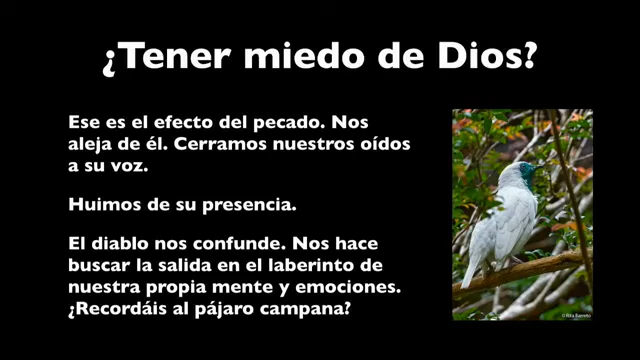 ¿Tener miedo de Dios?
Ese es el efecto del pecado. Nos
aleja de él. Cerramos nuestros oídos
a su voz.
Huimos de su presencia.
El diablo nos confunde. Nos hace
buscar la salida en el laberinto de
nuestra propia mente y emociones.
¿Recordáis al pájaro campana?
© Rita Barreto